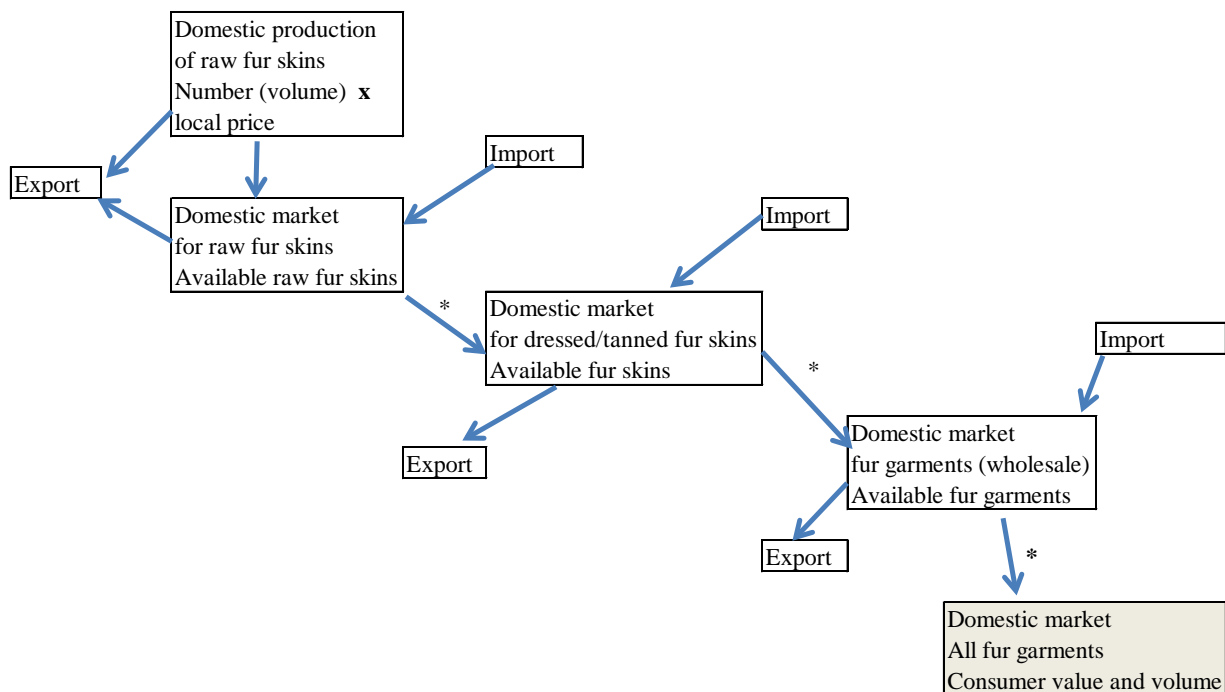 Domestic production
of raw fur skins
Number (volume) x
local price
Import
Export
Domestic market
for raw fur skins
Available raw fur skins
Import
*
Domestic market
for dressed/tanned fur skins
Available fur skins
*
Import
Export
Domestic market
fur garments (wholesale)
Available fur garments
Export
*
Domestic market
All fur garments
Consumer value and volume